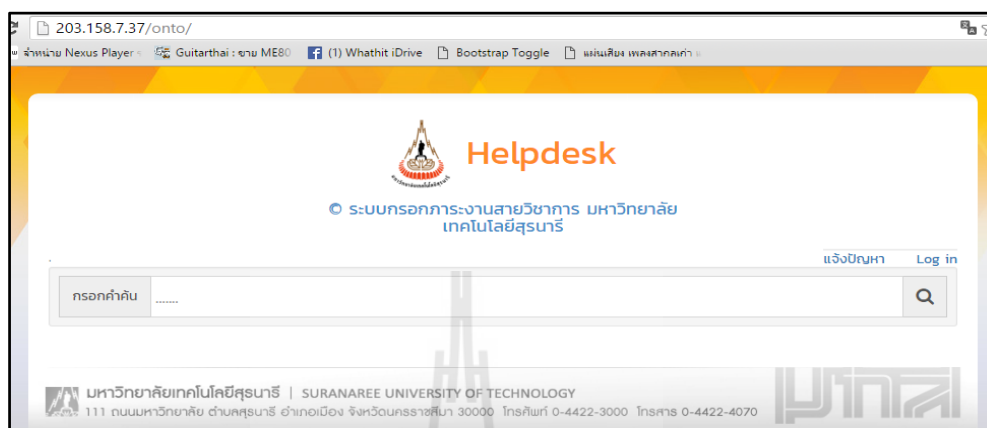 203.158.7.37/onto/
จำหน่าย Nexus Player Guitarthai : ขาย ME80 (1) Whathit iDrive Bootstrap Toggle แผ่นเสียง เพลงสากลเก่า
Helpdesk
© ระบบกรอกภาระงานสายวิชาการ มหาวิทยาลัย
เทคโนโลยีสุรนารี
แจ้งปัญหา Log in
กรอกคำค้น .......
มหาวิทยาลัยเทคโนโลยีสุรนารี | SURANAREE UNIVERSITY OF TECHNOLOGY
111 ถนนมหาวิทยาลัย ตำบลสุรนารี อำเภอเมือง จังหวัดนครราชสีมา 30000 โทรศัพท์ 0-4422-3000 โทรสาร 0-4422-4070
มทส